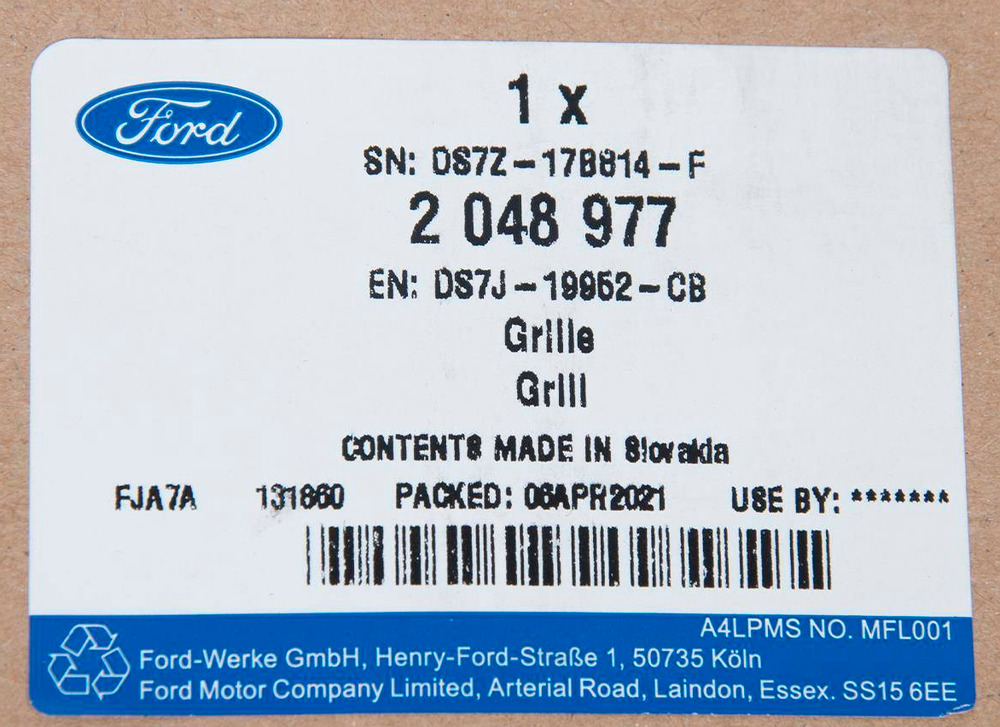 Ford
1 x
SN: DS7Z-17B814-F
2 048 977
EN: DS7J-19952-CB
Grille
Grill
CONTENTS MADE IN Slovakia
FJA7A 131860 PACKED: 06APR2021 USE BY: *******
A4LPMS NO. MFL001
Ford-Werke GmbH, Henry-Ford-Straße 1, 50735 Köln
Ford Motor Company Limited, Arterial Road, Laindon, Essex. SS15 6EE